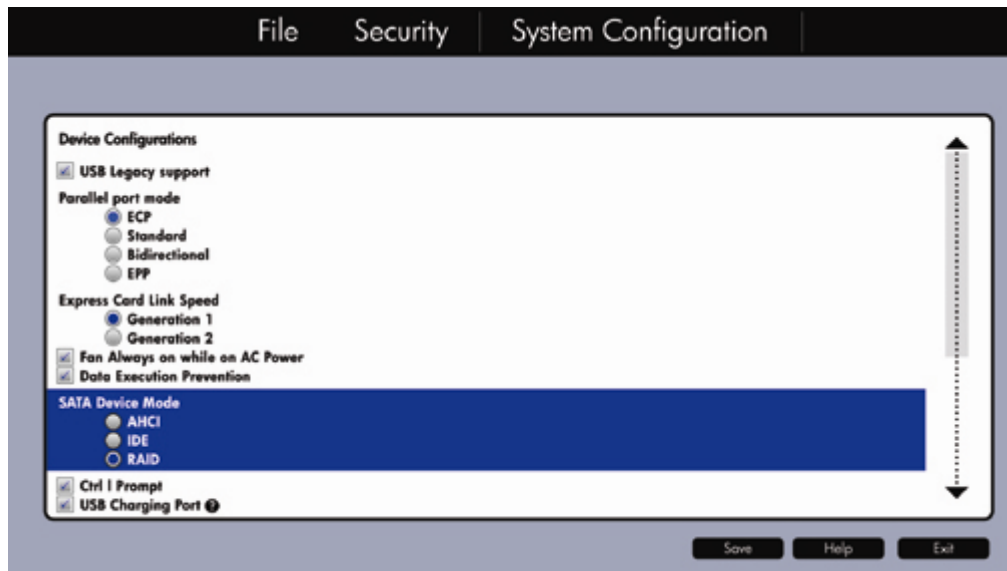 File Security System Configuration
Device Configurations
USB Legacy support
Parallel port mode
ECP
Standard
Bidirectional
EPP
Express Card Link Speed
Generation 1
Generation 2
Fan Always on while on AC Power
Data Execution Prevention
SATA Device Mode
AHCI
IDE
RAID
Ctrl I Prompt
USB Charging Port ?
Save Help Exit